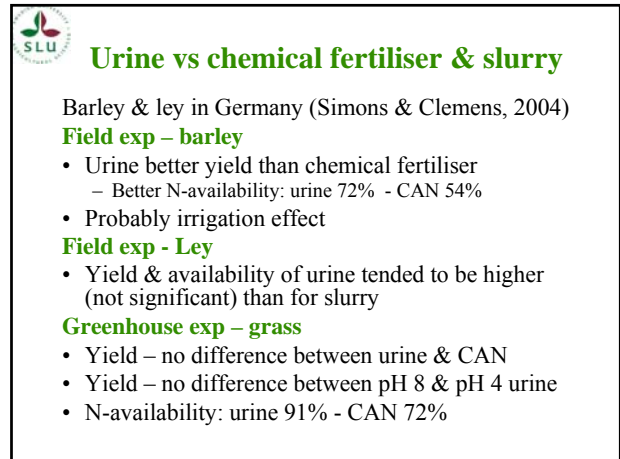 SLU
Urine vs chemical fertiliser & slurry
Barley & ley in Germany (Simons & Clemens, 2004)
Field exp – barley
• Urine better yield than chemical fertiliser
– Better N-availability: urine 72% - CAN 54%
• Probably irrigation effect
Field exp - Ley
• Yield & availability of urine tended to be higher
(not significant) than for slurry
Greenhouse exp – grass
• Yield – no difference between urine & CAN
• Yield – no difference between pH 8 & pH 4 urine
• N-availability: urine 91% - CAN 72%